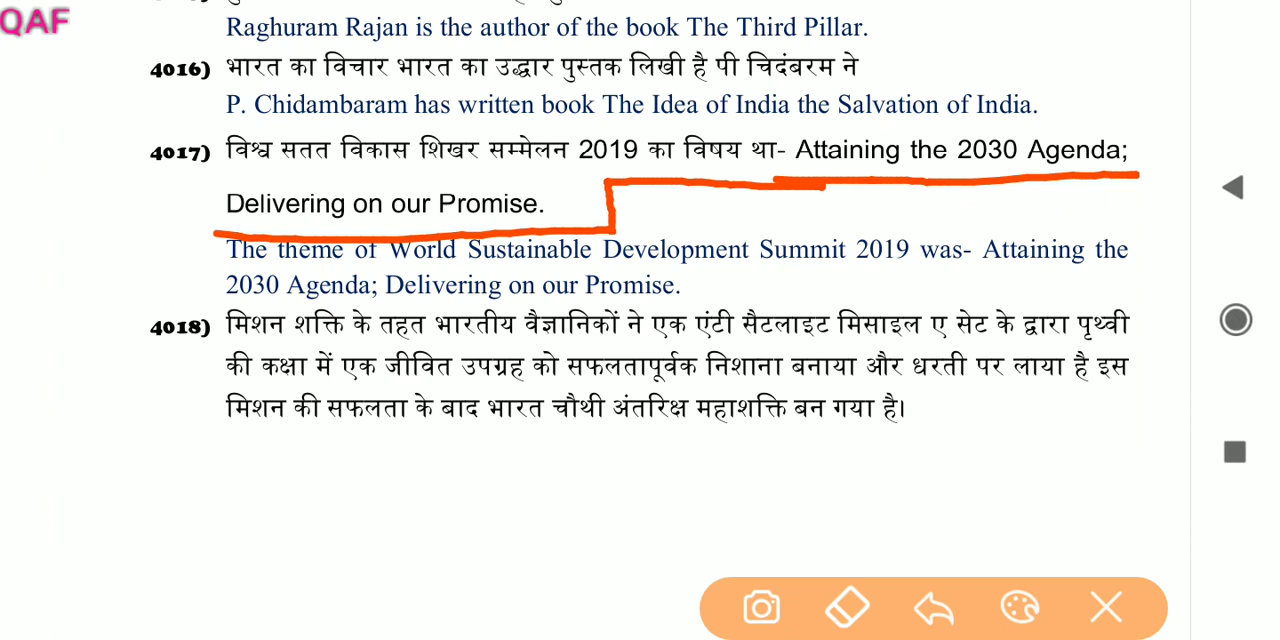 QAF
Raghuram Rajan is the author of the book The Third Pillar.
4016) भारत का विचार भारत का उद्धार पुस्तक लिखी है पी चिदंबरम ने
P. Chidambaram has written book The Idea of India the Salvation of India.
4017) विश्व सतत विकास शिखर सम्मेलन 2019 का विषय था- Attaining the 2030 Agenda;
Delivering on our Promise.
The theme of World Sustainable Development Summit 2019 was- Attaining the
2030 Agenda; Delivering on our Promise.
4018) मिशन शक्ति के तहत भारतीय वैज्ञानिकों ने एक एंटी सैटलाइट मिसाइल ए सेट के द्वारा पृथ्वी
की कक्षा में एक जीवित उपग्रह को सफलतापूर्वक निशाना बनाया और धरती पर लाया है इस
मिशन की सफलता के बाद भारत चौथी अंतरिक्ष महाशक्ति बन गया है।